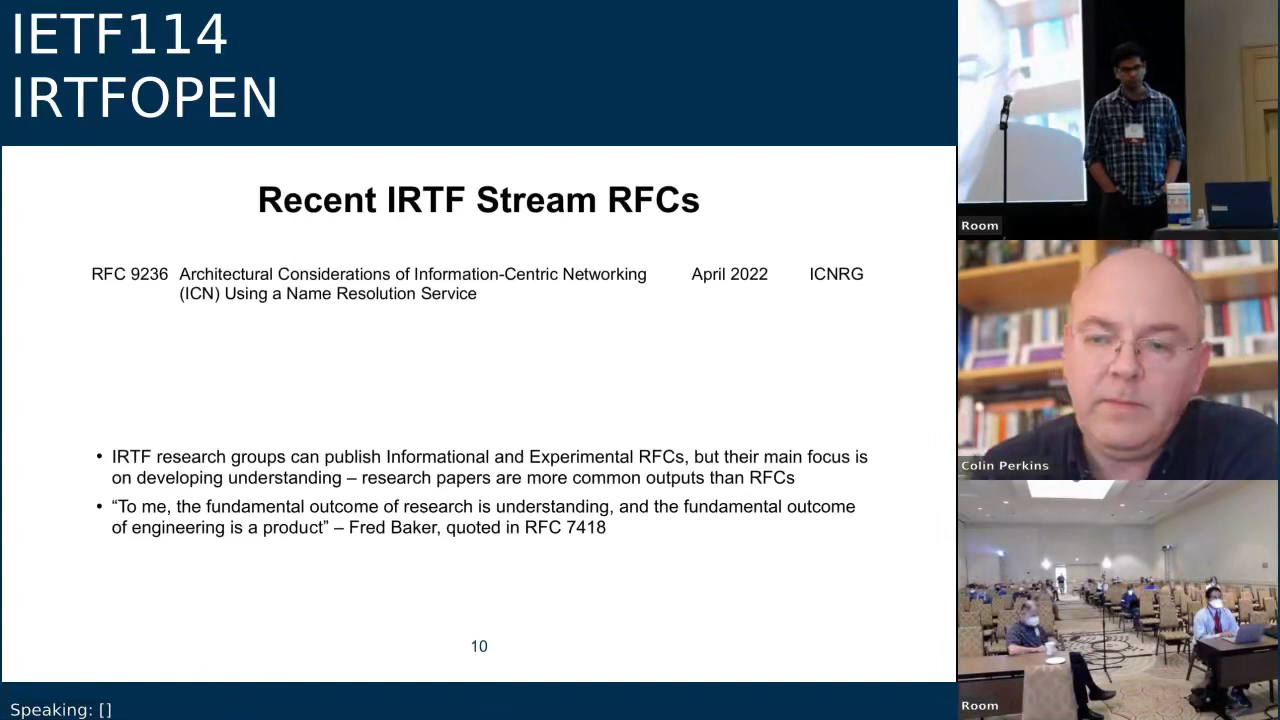 IETF114
IRTFOPEN
Recent IRTF Stream RFCs
RFC 9236 Architectural Considerations of Information-Centric Networking April 2022 ICNRG
(ICN) Using a Name Resolution Service
• IRTF research groups can publish Informational and Experimental RFCs, but their main focus is
on developing understanding – research papers are more common outputs than RFCs
• “To me, the fundamental outcome of research is understanding, and the fundamental outcome
of engineering is a product” – Fred Baker, quoted in RFC 7418
10
Speaking: []
Room
Colin Perkins
Room